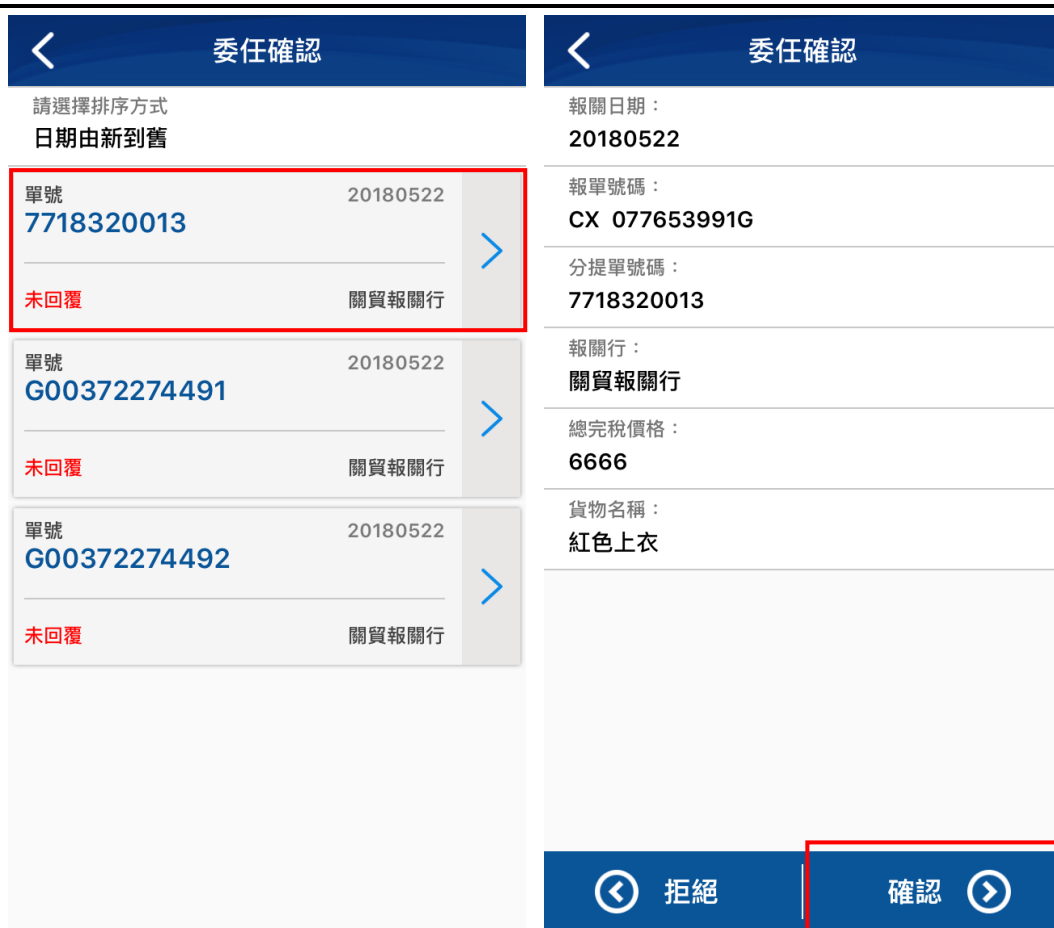 委任確認
請選擇排序方式
日期由新到舊
單號 20180522
7718320013
未回覆 關貿報關行
單號 20180522
G00372274491
未回覆 關貿報關行
單號 20180522
G00372274492
未回覆 關貿報關行
委任確認
報關日期：
20180522
報單號碼：
CX 077653991G
分提單號碼：
7718320013
報關行：
關貿報關行
總完稅價格：
6666
貨物名稱：
紅色上衣
拒絕 確認